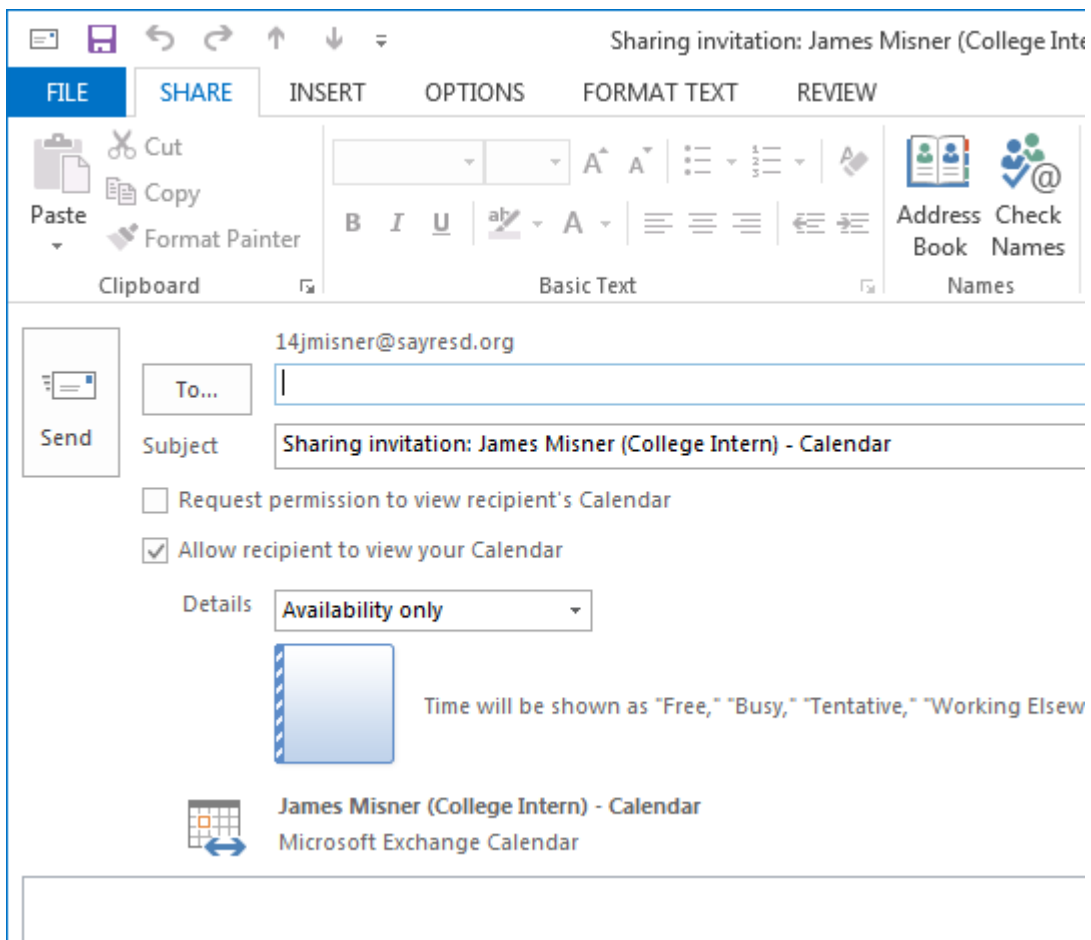 Sharing invitation: James Misner (College Inte
FILE SHARE INSERT OPTIONS FORMAT TEXT REVIEW
Cut
Copy
Format Painter
Paste
Clipboard
B I U
Basic Text
Address Book
Check Names
Names
14jmisner@sayresd.org
Send
To...
Subject Sharing invitation: James Misner (College Intern) - Calendar
Request permission to view recipient's Calendar
Allow recipient to view your Calendar
Details Availability only
Time will be shown as "Free," "Busy," "Tentative," "Working Elsew
James Misner (College Intern) - Calendar
Microsoft Exchange Calendar